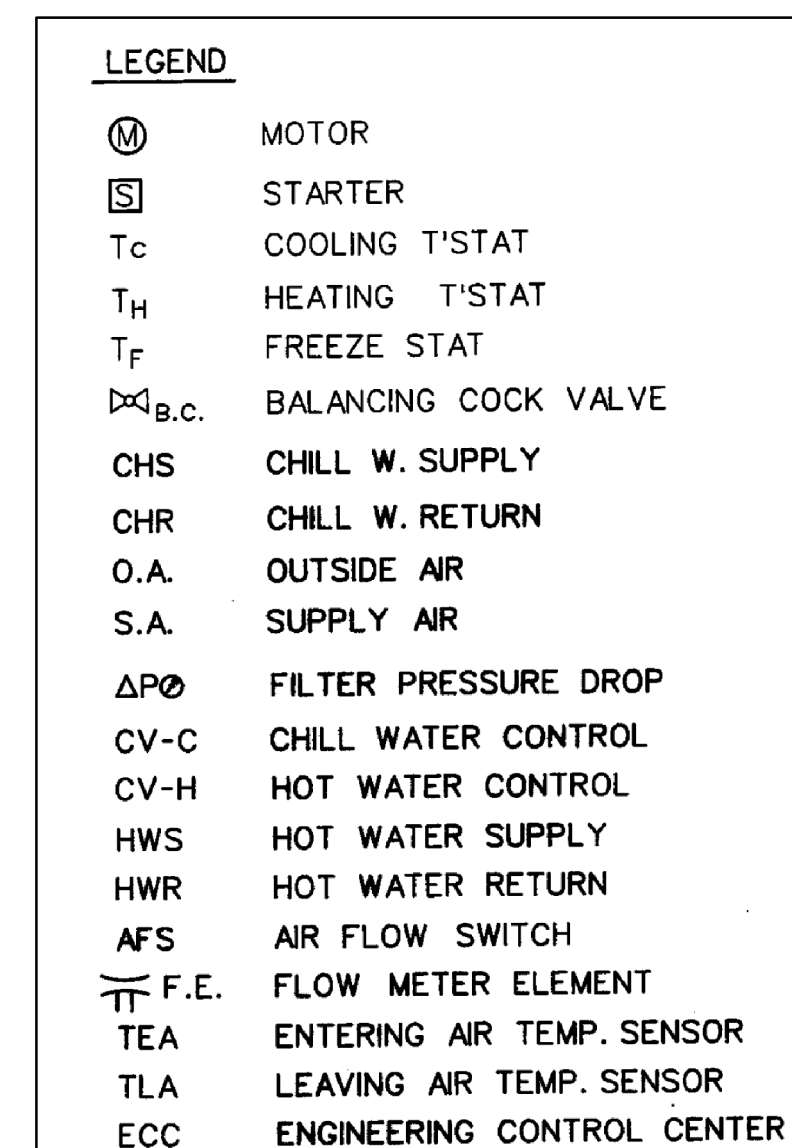 LEGEND
Ⓜ MOTOR
S STARTER
Tc COOLING T'STAT
TH HEATING T'STAT
TF FREEZE STAT
B.C. BALANCING COCK VALVE
CHS CHILL W. SUPPLY
CHR CHILL W. RETURN
O.A. OUTSIDE AIR
S.A. SUPPLY AIR
ΔP FILTER PRESSURE DROP
CV-C CHILL WATER CONTROL
CV-H HOT WATER CONTROL
HWS HOT WATER SUPPLY
HWR HOT WATER RETURN
AFS AIR FLOW SWITCH
F.E. FLOW METER ELEMENT
TEA ENTERING AIR TEMP. SENSOR
TLA LEAVING AIR TEMP. SENSOR
ECC ENGINEERING CONTROL CENTER